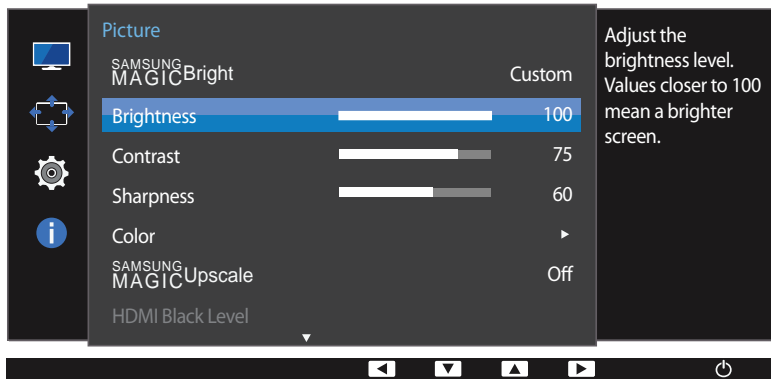 Picture
SAMSUNG MAGIC Bright Custom
Brightness 100
Contrast 75
Sharpness 60
Color
SAMSUNG MAGIC Upscale Off
HDMI Black Level
Adjust the
brightness level.
Values closer to 100
mean a brighter
screen.